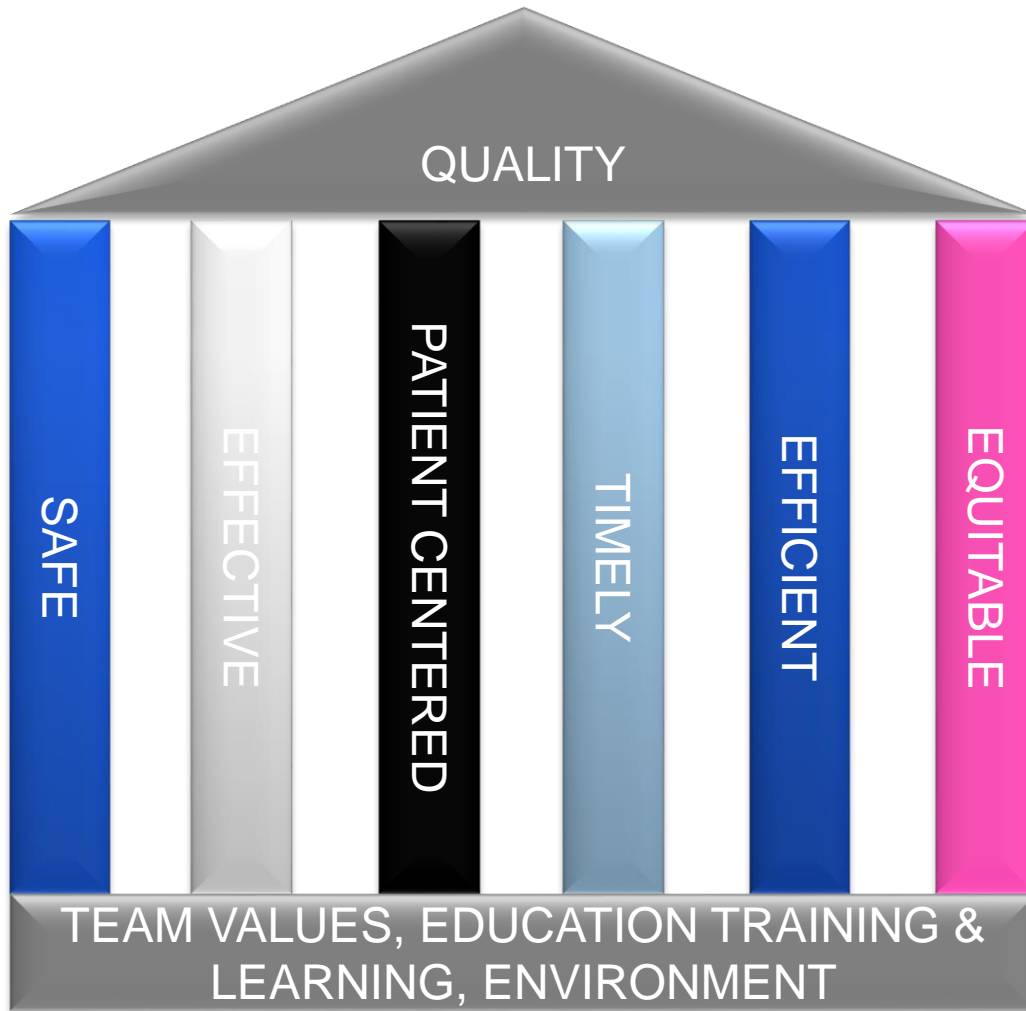 QUALITY
SAFE
EFFECTIVE
PATIENT CENTERED
TIMELY
EFFICIENT
EQUITABLE
TEAM VALUES, EDUCATION TRAINING &
LEARNING, ENVIRONMENT